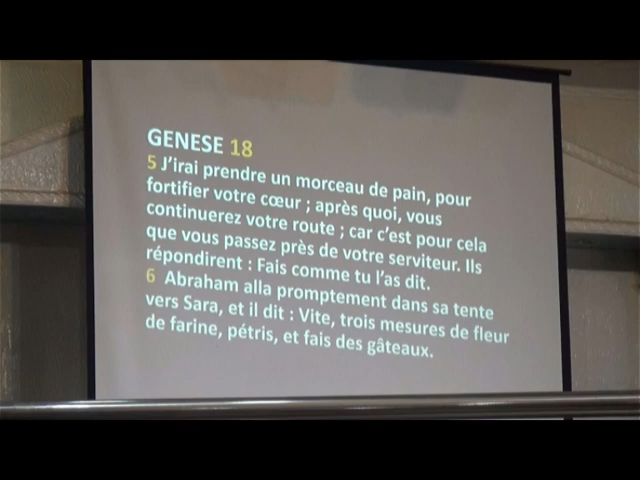 GENESE 18
5 J’irai prendre un morceau de pain, pour
fortifier votre cœur ; après quoi, vous
continuerez votre route ; car c’est pour cela
que vous passez près de votre serviteur. Ils
répondirent : Fais comme tu l’as dit.
6 Abraham alla promptement dans sa tente
vers Sara, et il dit : Vite, trois mesures de fleur
de farine, pétris, et fais des gâteaux.